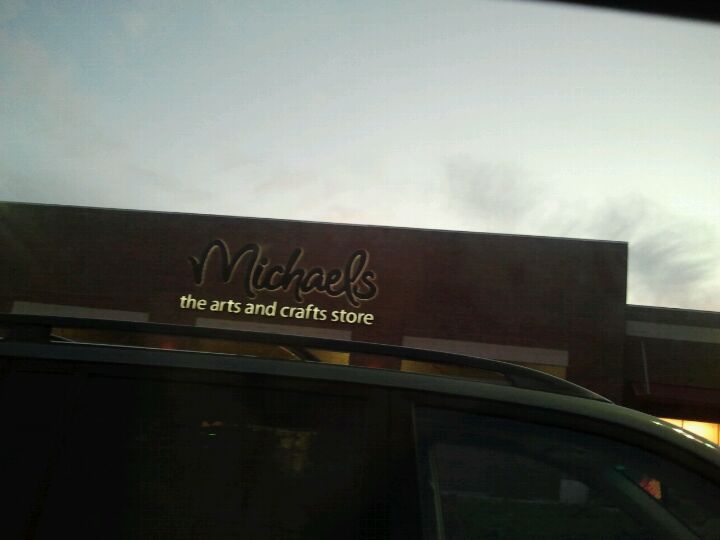 Michaels
the arts and crafts store